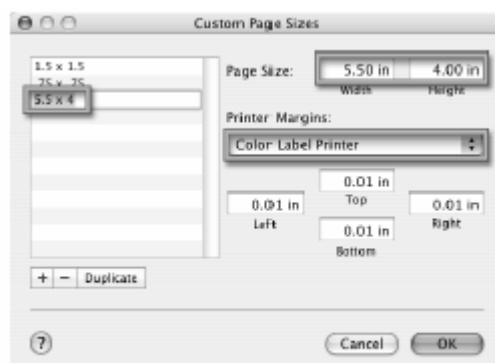 Custom Page Sizes
1.5 x 1.5
.75 x .75
5.5 x 4
Page Size: 5.50 in 4.00 in
Width Height
Printer Margins:
Color Label Printer
0.01 in
Top
0.01 in 0.01 in
Left Right
0.01 in
Bottom
+ - Duplicate
? Cancel OK